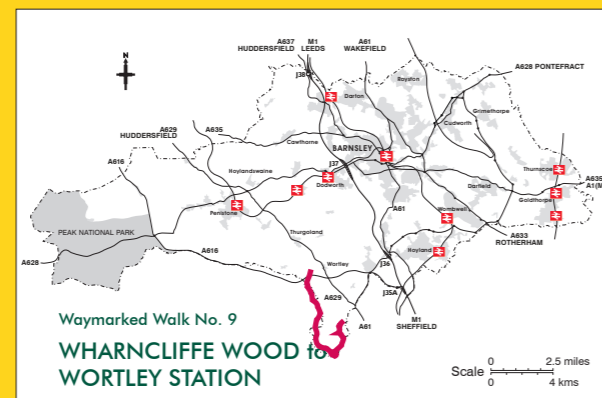 A637
HUDDERSFIELD
M1
LEEDS
A61
WAKEFIELD
N
J38
A628 PONTEFRACT
Royston
Darton
Grimethorpe
A629
HUDDERSFIELD
A635
Cudworth
A616
Cawthorne
BARNSLEY
J37
Thurnscoe
Hoylandswaine
Dodworth
Darfield
A635
A1(M
Goldthorpe
Penistone
A61
Wombwell
PEAK NATIONAL PARK
Thurgoland
A633
ROTHERHAM
A616
Hoyland
A628
Wortley
J36
A629
J35A
A61
M1
SHEFFIELD
Waymarked Walk No. 9
WHARNCLIFFE WOOD to
WORTLEY STATION
Scale
0
2.5 miles
0
4 kms